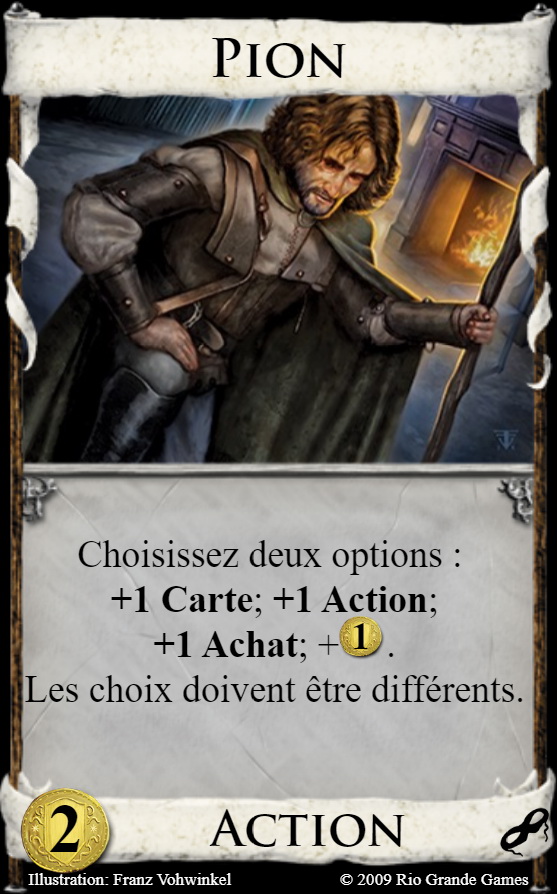 PION
Choisissez deux options :
+1 Carte; +1 Action;
+1 Achat; +1 .
Les choix doivent être différents.
2 ACTION
Illustration: Franz Vohwinkel © 2009 Rio Grande Games